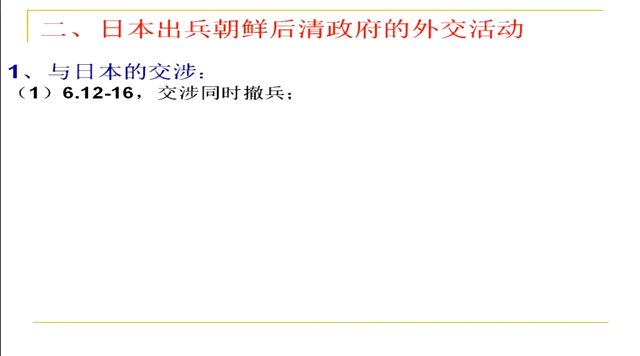 二、日本出兵朝鲜后清政府的外交活动
1、与日本的交涉：
（1）6.12-16，交涉同时撤兵；